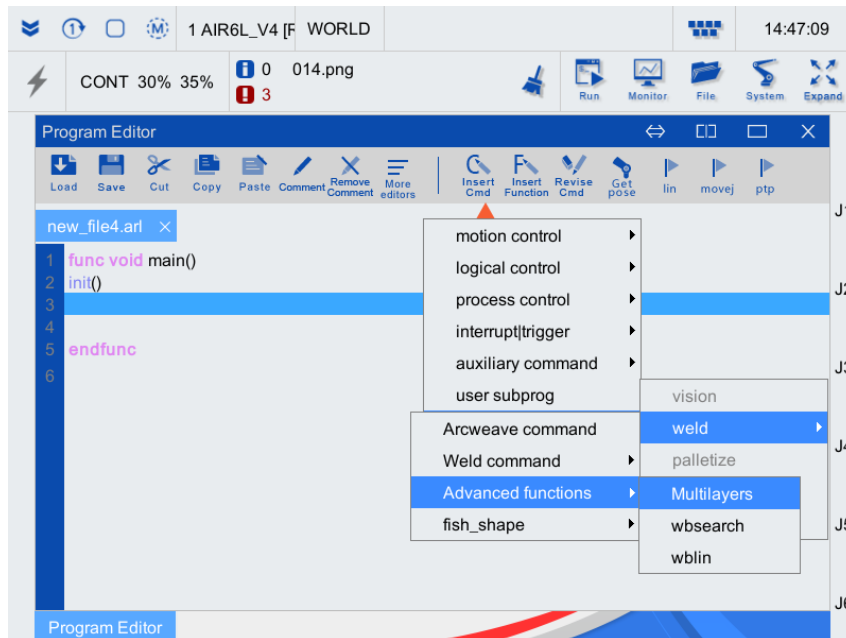 1 1 AIR6L_V4 [F WORLD 14:47:09
CONT 30% 35% i 0 014.png
! 3
Run Monitor File System Expand
Program Editor
Load Save Cut Copy Paste Comment Remove Comment More editors Insert Cmd Insert Function Revise Cmd Get pose lin movej ptp
new_file4.arl ×
1 func void main()
2 init()
3
4
5 endfunc
6
motion control
logical control
process control
interrupt|trigger
auxiliary command
user subprog
vision
weld
palletize
Arcweave command
Weld command
Advanced functions
fish_shape
Multilayers
wbsearch
wblin
J1
J2
J3
J4
J5
J6
Program Editor